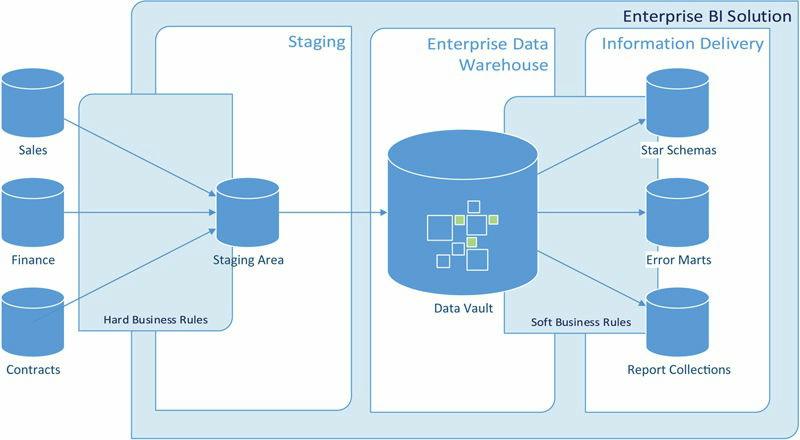 Enterprise BI Solution
Staging
Enterprise Data
Warehouse
Information Delivery
Sales
Finance
Contracts
Hard Business Rules
Staging Area
Data Vault
Soft Business Rules
Star Schemas
Error Marts
Report Collections